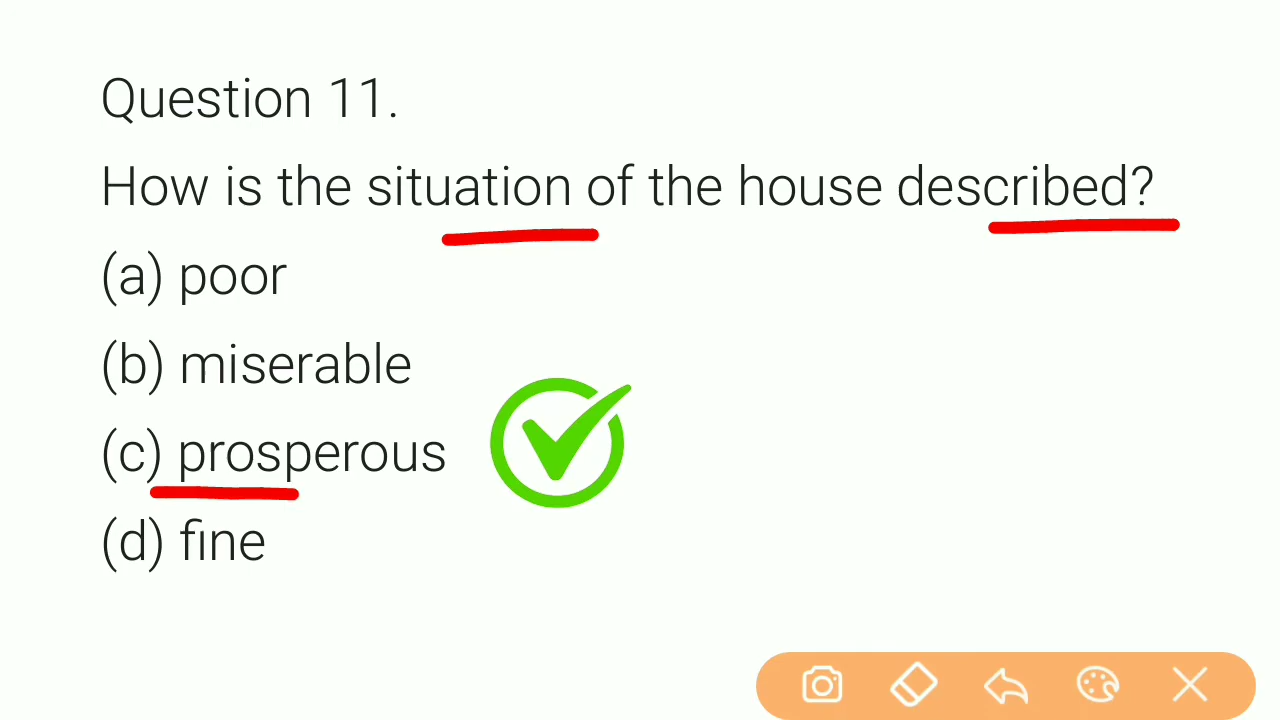 Question 11.
How is the situation of the house described?
(a) poor
(b) miserable
(c) prosperous
(d) fine